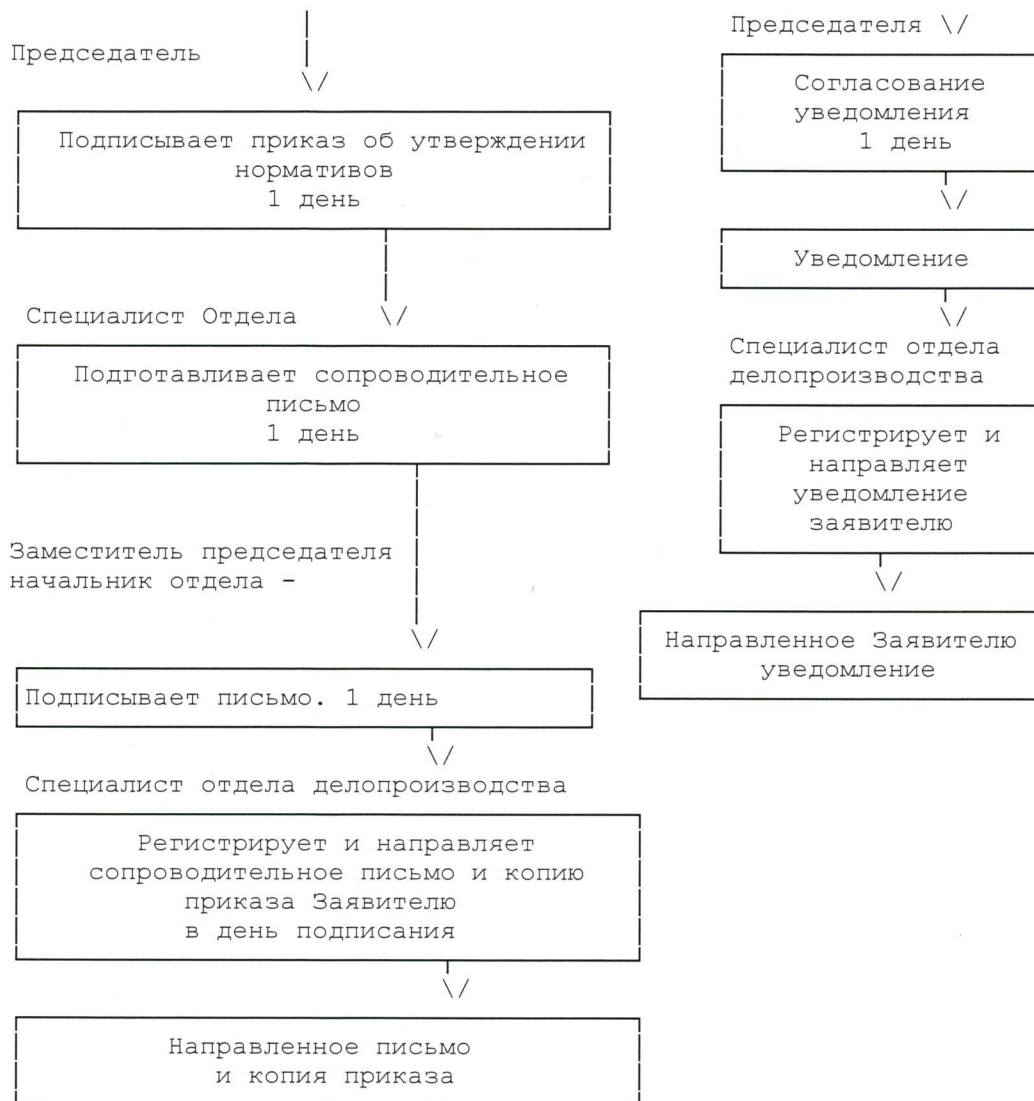 Председатель
\/
Подписывает приказ об утверждении
нормативов
1 день
Специалист Отдела \/
Подготавливает сопроводительное
письмо
1 день
Заместитель председателя
начальник отдела -
\/
Подписывает письмо. 1 день
\/
Специалист отдела делопроизводства
Регистрирует и направляет
сопроводительное письмо и копию
приказа Заявителю
в день подписания
\/
Направленное письмо
и копия приказа
Председателя \/
Согласование
уведомления
1 день
\/
Уведомление
\/
Специалист отдела
делопроизводства
Регистрирует и
направляет
уведомление
заявителю
\/
Направленное Заявителю
уведомление